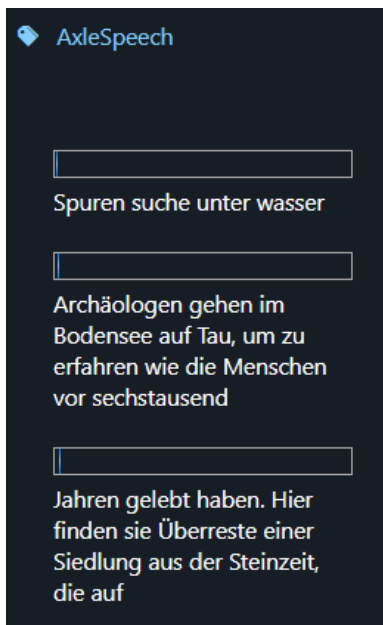 AxleSpeech
Spuren suche unter wasser
Archäologen gehen im
Bodensee auf Tau, um zu
erfahren wie die Menschen
vor sechstausend
Jahren gelebt haben. Hier
finden sie Überreste einer
Siedlung aus der Steinzeit,
die auf